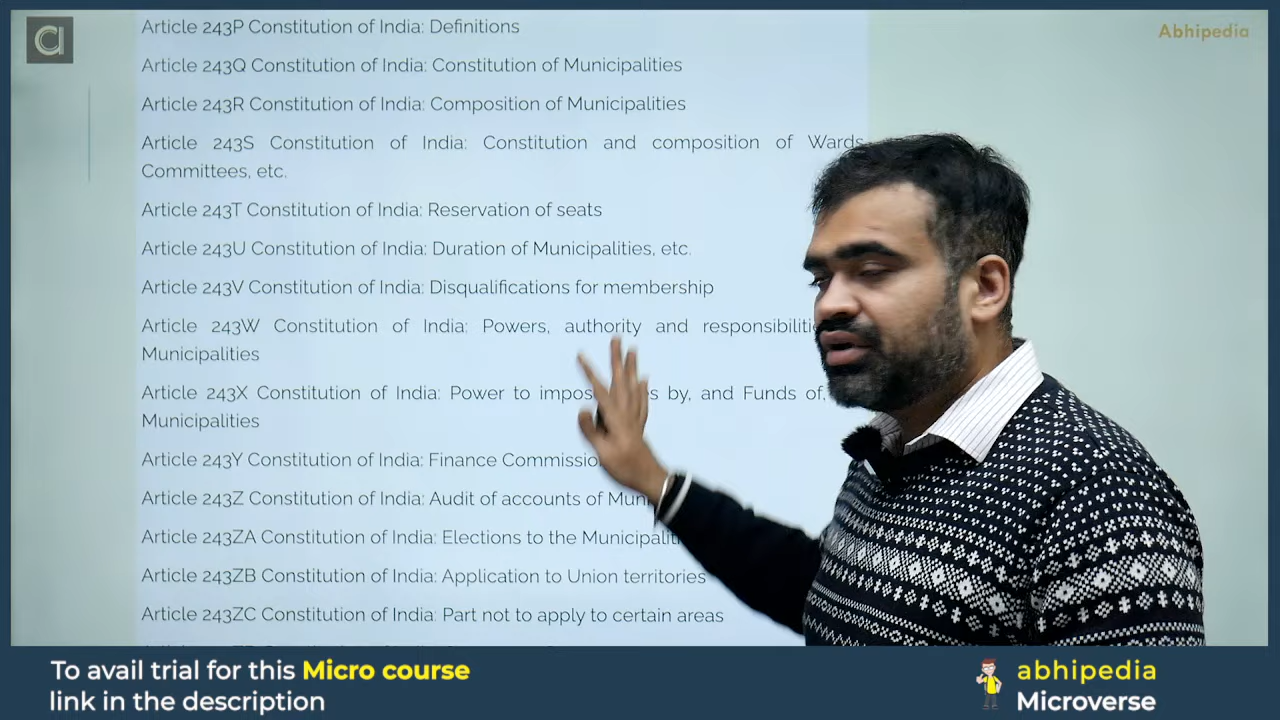 Abhipedia
Article 243P Constitution of India: Definitions
Article 243Q Constitution of India: Constitution of Municipalities
Article 243R Constitution of India: Composition of Municipalities
Article 243S Constitution of India: Constitution and composition of Wards
Committees, etc.
Article 243T Constitution of India: Reservation of seats
Article 243U Constitution of India: Duration of Municipalities, etc.
Article 243V Constitution of India: Disqualifications for membership
Article 243W Constitution of India: Powers, authority and
Municipalities
Article 243X Constitution of India: Power to by, and Funds of,
Municipalities
Article 243Y Constitution of India: Finance
Article 243Z Constitution of India: Audit of accounts of
Article 243ZA Constitution of India: Elections to the
Article 243ZB Constitution of India: Application to Union territories
Article 243ZC Constitution of India: Part not to apply to certain areas
To avail trial for this Micro course
link in the description
abhipedia
Microverse